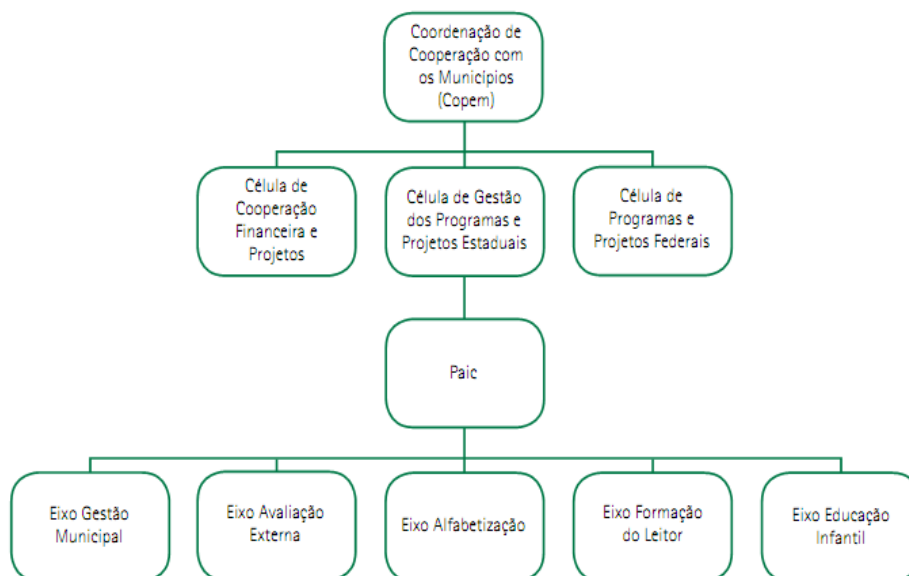 Coordenação de
Cooperação com
os Municípios
(Copem)
Célula de
Cooperação
Financeira e
Projetos
Célula de Gestão
dos Programas e
Projetos Estaduais
Célula de
Programas e
Projetos Federais
Paic
Eixo Gestão
Municipal
Eixo Avaliação
Externa
Eixo Alfabetização
Eixo Formação
do Leitor
Eixo Educação
Infantil